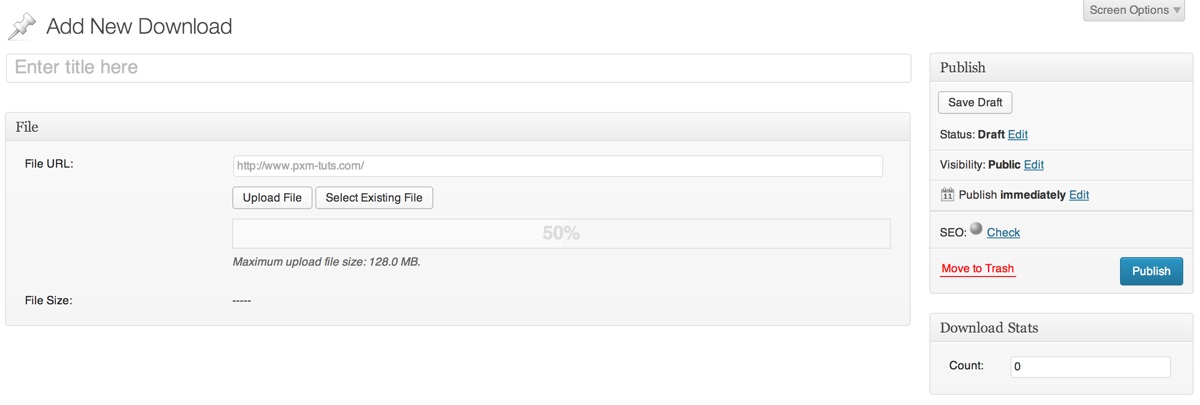 Screen Options ▼
Add New Download
Enter title here
File
File URL:
http://www.pxm-tuts.com/
Upload File
Select Existing File
50%
Maximum upload file size: 128.0 MB.
File Size:
-----
Publish
Save Draft
Status: Draft Edit
Visibility: Public Edit
11 Publish immediately Edit
SEO: Check
Move to Trash
Publish
Download Stats
Count:
0